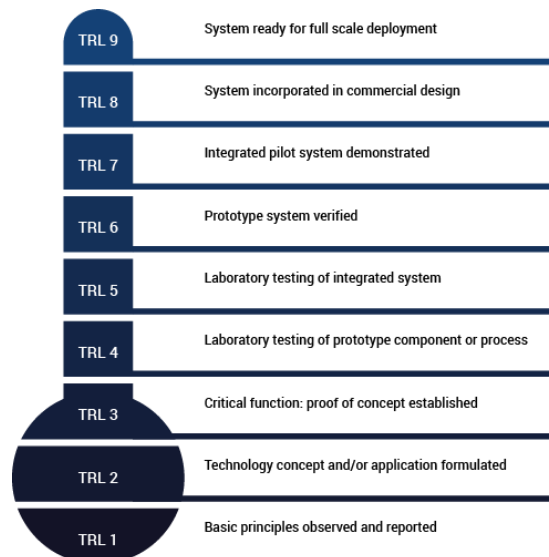 TRL 9 System ready for full scale deployment
TRL 8 System incorporated in commercial design
TRL 7 Integrated pilot system demonstrated
TRL 6 Prototype system verified
TRL 5 Laboratory testing of integrated system
TRL 4 Laboratory testing of prototype component or process
TRL 3 Critical function: proof of concept established
TRL 2 Technology concept and/or application formulated
TRL 1 Basic principles observed and reported